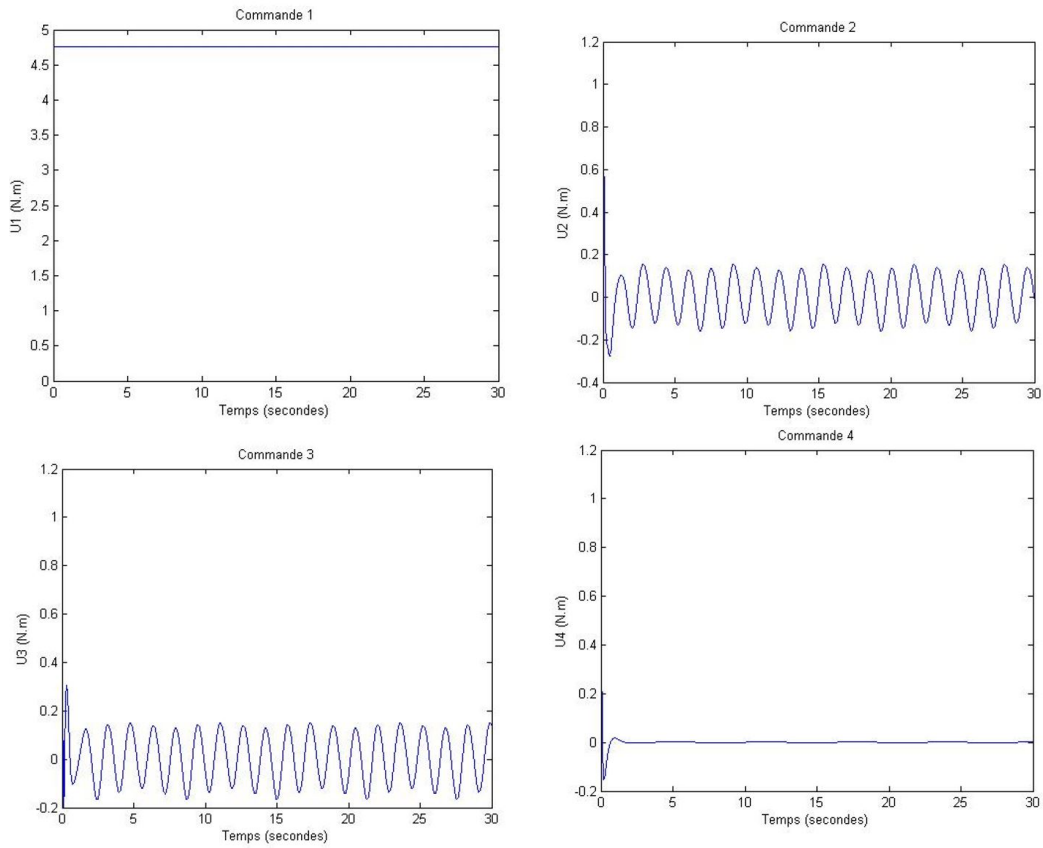 Commande 1
5
4.5
4
3.5
3
2.5
2
1.5
1
0.5
0
U1 (N.m)
0 5 10 15 20 25 30
Temps (secondes)
Commande 2
1.2
1
0.8
0.6
0.4
0.2
0
-0.2
-0.4
U2 (N.m)
0 5 10 15 20 25 30
Temps (secondes)
Commande 3
1.2
1
0.8
0.6
0.4
0.2
0
-0.2
U3 (N.m)
0 5 10 15 20 25 30
Temps (secondes)
Commande 4
1.2
1
0.8
0.6
0.4
0.2
0
-0.2
U4 (N.m)
0 5 10 15 20 25 30
Temps (secondes)